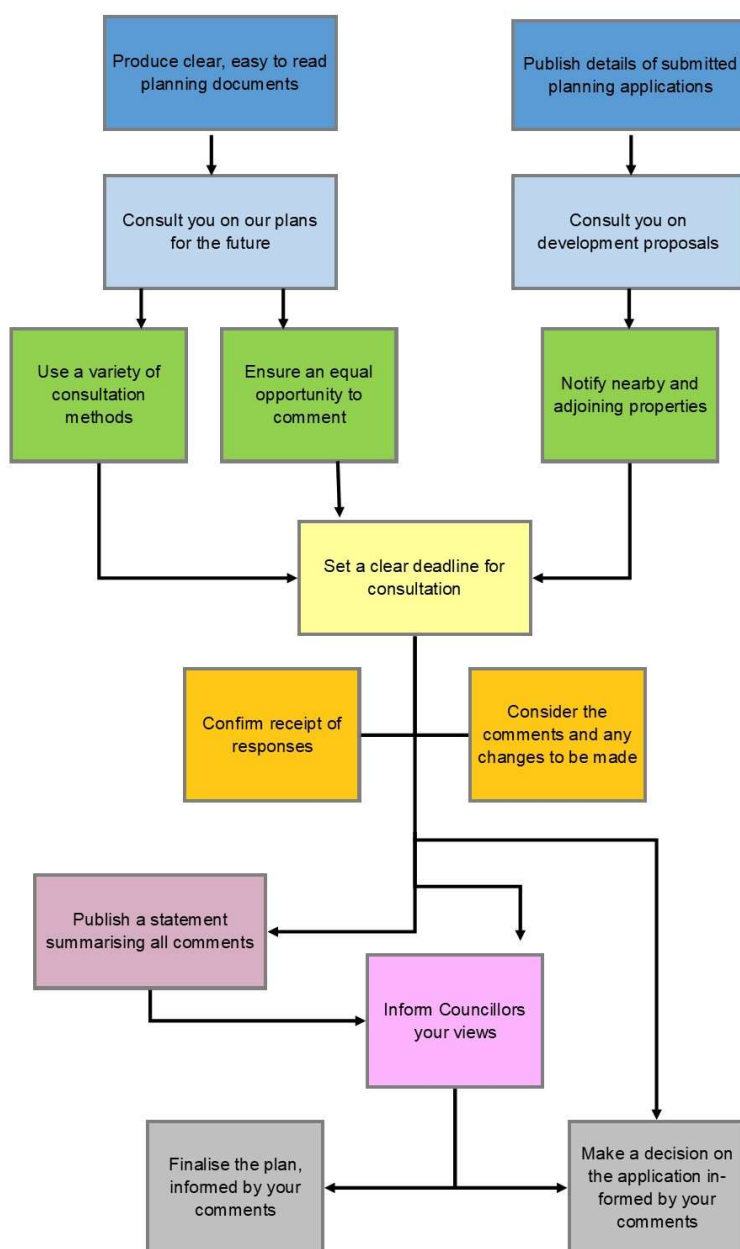 Produce clear, easy to read
planning documents
Publish details of submitted
planning applications
Consult you on our plans
for the future
Consult you on
development proposals
Use a variety of
consultation
methods
Ensure an equal
opportunity to
comment
Notify nearby and
adjoining properties
Set a clear deadline for
consultation
Confirm receipt of
responses
Consider the
comments and any
changes to be made
Publish a statement
summarising all comments
Inform Councillors
your views
Finalise the plan,
informed by your
comments
Make a decision on
the application in-
formed by your
comments